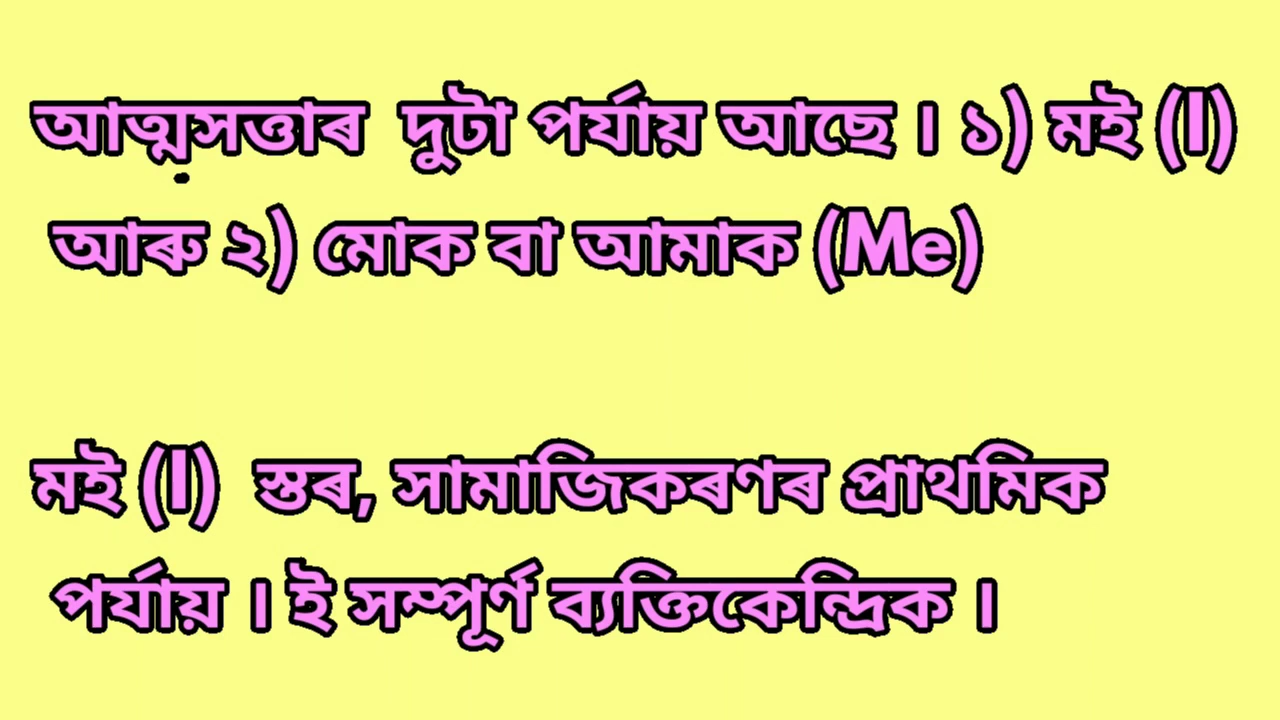 আত্মসত্তাৰ দুটা পৰ্যায় আছে । ১) মই (I)
আৰু ২) মোক বা আমাক (Me)
মই (I) স্তৰ, সামাজিকৰণৰ প্ৰাথমিক
পৰ্যায় । ই সম্পূৰ্ণ ব্যক্তিকেন্দ্ৰিক ।